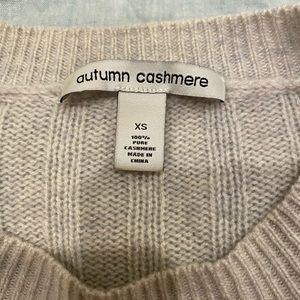 autumn cashmere
XS
100%
PURE
CASHMERE
MADE IN
CHINA